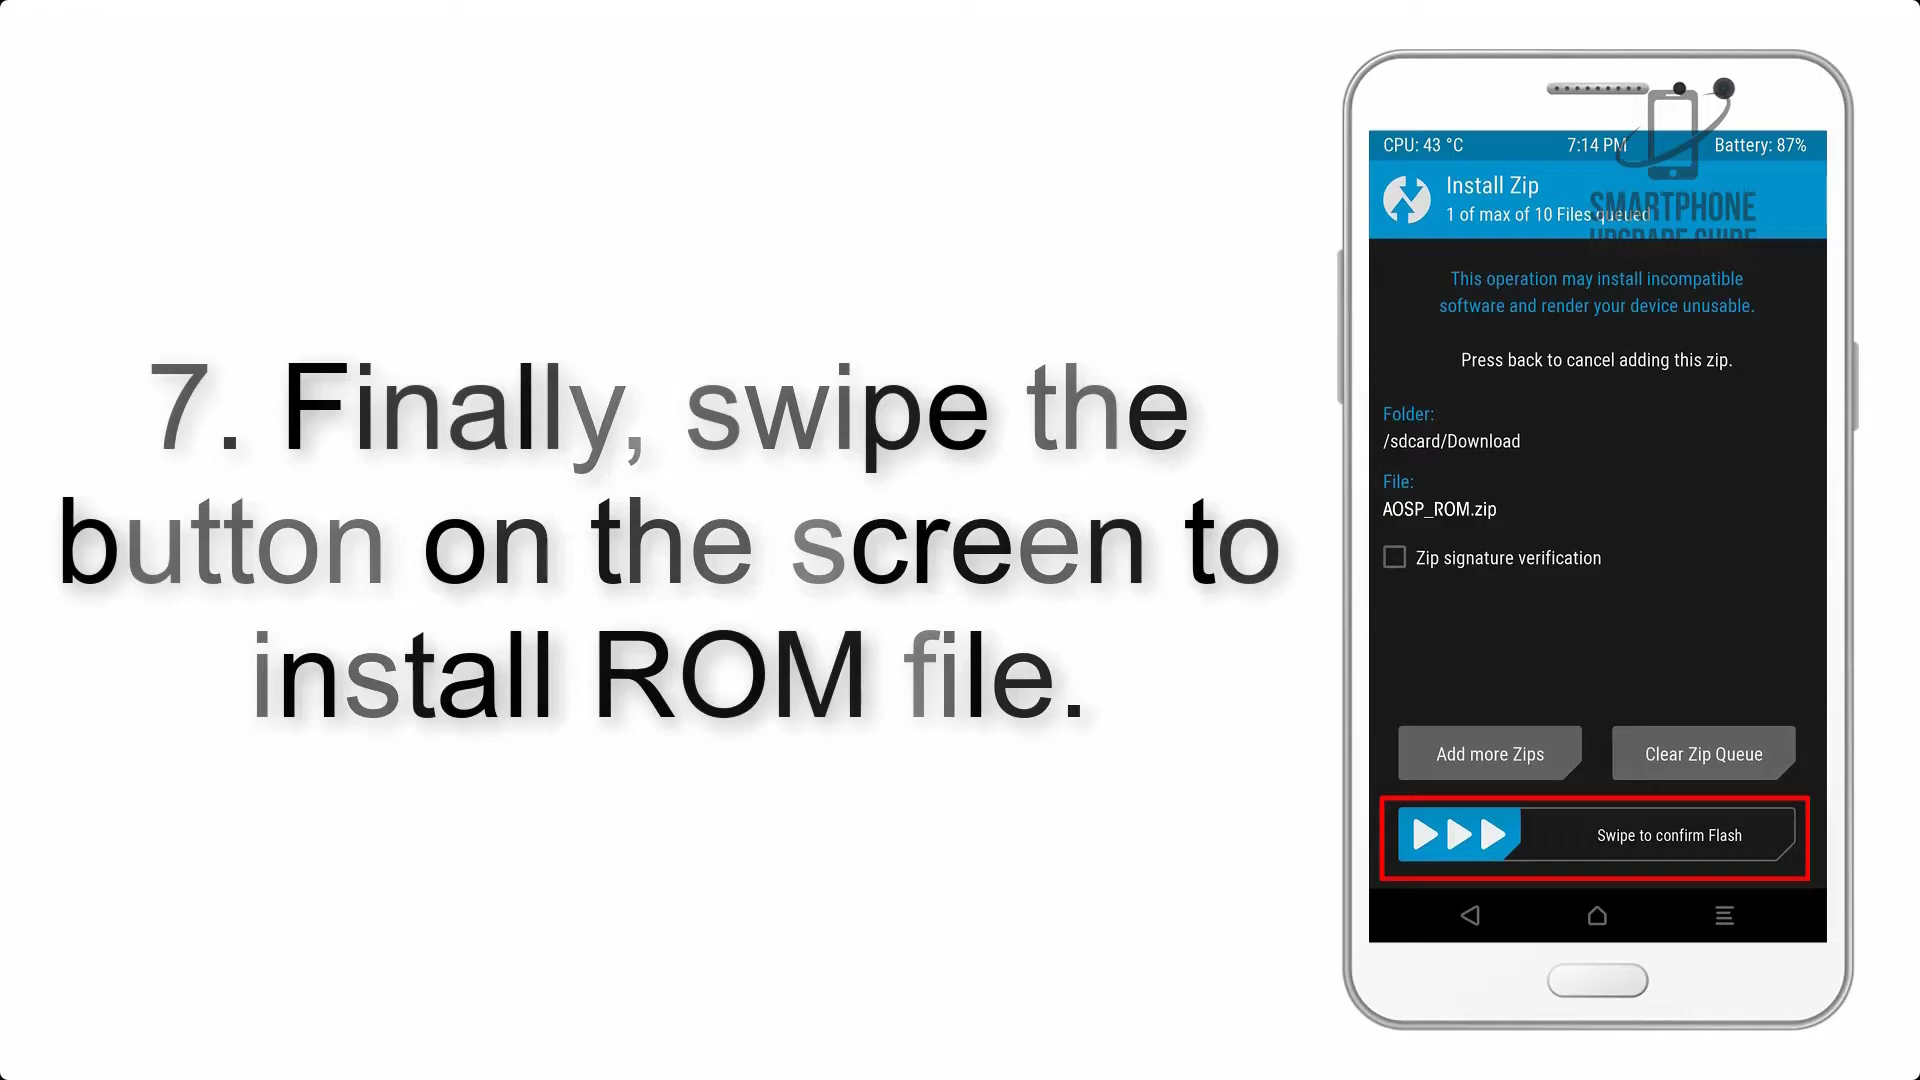 7. Finally, swipe the
button on the screen to
install ROM file.
CPU: 43 °C 7:14 PM Battery: 87%
Install Zip
1 of max of 10 Files queued
SMARTPHONE
UPGRADE GUIDE
This operation may install incompatible
software and render your device unusable.
Press back to cancel adding this zip.
Folder:
/sdcard/Download
File:
AOSP_ROM.zip
Zip signature verification
Add more Zips Clear Zip Queue
Swipe to confirm Flash